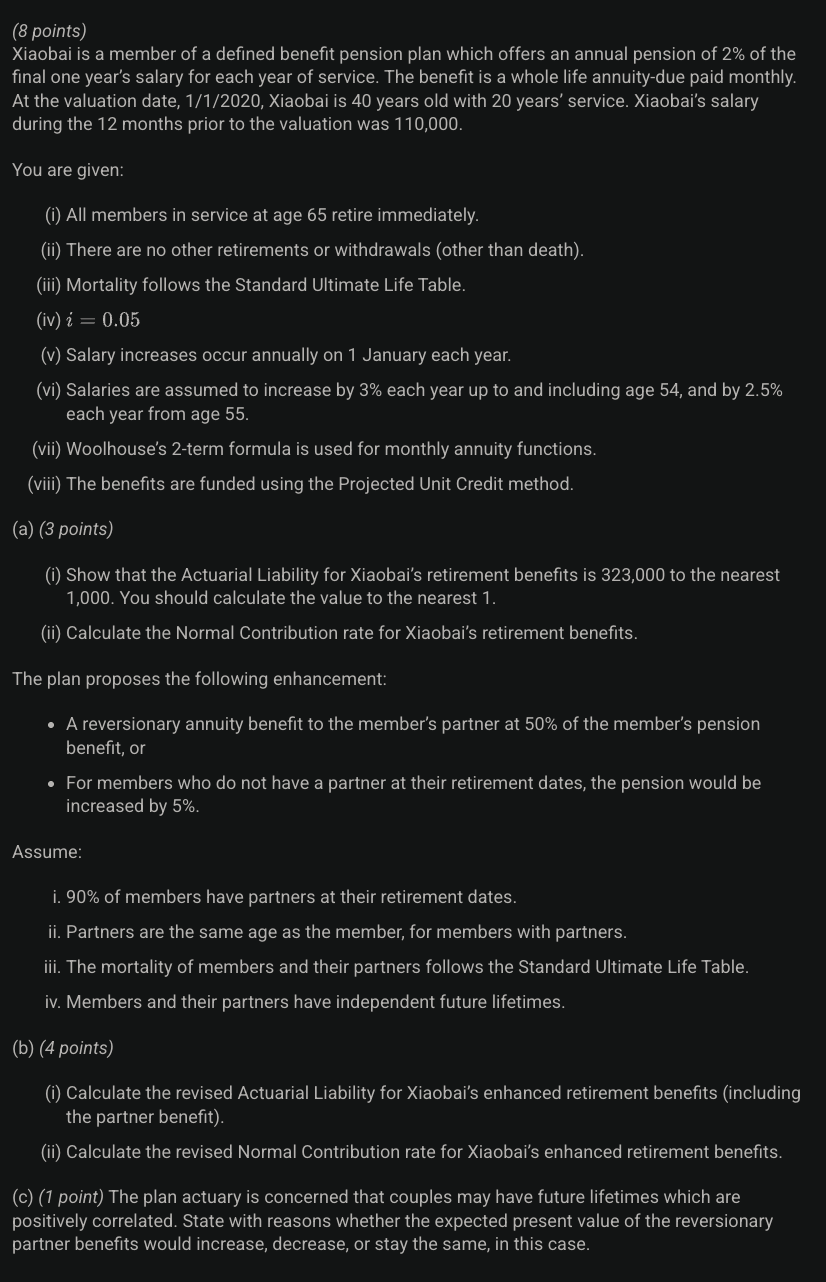 (8 points)
Xiaobai is a member of a defined benefit pension plan which offers an annual pension of 2% of the
final one year’s salary for each year of service. The benefit is a whole life annuity-due paid monthly.
At the valuation date, 1/1/2020, Xiaobai is 40 years old with 20 years’ service. Xiaobai’s salary
during the 12 months prior to the valuation was 110,000.
You are given:
(i) All members in service at age 65 retire immediately.
(ii) There are no other retirements or withdrawals (other than death).
(iii) Mortality follows the Standard Ultimate Life Table.
(iv) i = 0.05
(v) Salary increases occur annually on 1 January each year.
(vi) Salaries are assumed to increase by 3% each year up to and including age 54, and by 2.5%
each year from age 55.
(vii) Woolhouse’s 2-term formula is used for monthly annuity functions.
(viii) The benefits are funded using the Projected Unit Credit method.
(a) (3 points)
(i) Show that the Actuarial Liability for Xiaobai’s retirement benefits is 323,000 to the nearest
1,000. You should calculate the value to the nearest 1.
(ii) Calculate the Normal Contribution rate for Xiaobai’s retirement benefits.
The plan proposes the following enhancement:
• A reversionary annuity benefit to the member’s partner at 50% of the member’s pension
benefit, or
• For members who do not have a partner at their retirement dates, the pension would be
increased by 5%.
Assume:
i. 90% of members have partners at their retirement dates.
ii. Partners are the same age as the member, for members with partners.
iii. The mortality of members and their partners follows the Standard Ultimate Life Table.
iv. Members and their partners have independent future lifetimes.
(b) (4 points)
(i) Calculate the revised Actuarial Liability for Xiaobai’s enhanced retirement benefits (including
the partner benefit).
(ii) Calculate the revised Normal Contribution rate for Xiaobai’s enhanced retirement benefits.
(c) (1 point) The plan actuary is concerned that couples may have future lifetimes which are
positively correlated. State with reasons whether the expected present value of the reversionary
partner benefits would increase, decrease, or stay the same, in this case.